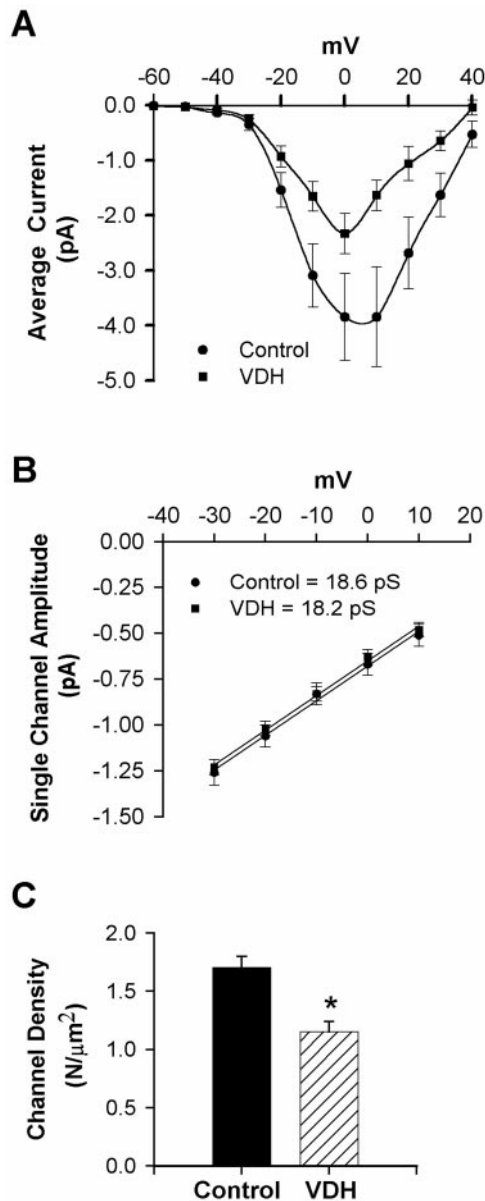 A
mV
-60 -40 -20 0 20 40
0.0
-1.0
-2.0
-3.0
-4.0
-5.0
Average Current
(pA)
Control
VDH
B
mV
-40 -30 -20 -10 0 10 20
0.00
-0.25
-0.50
-0.75
-1.00
-1.25
-1.50
Single Channel Amplitude
(pA)
Control = 18.6 pS
VDH = 18.2 pS
C
2.0
1.5
1.0
0.5
0.0
Channel Density
(N/μm²)
*
Control VDH